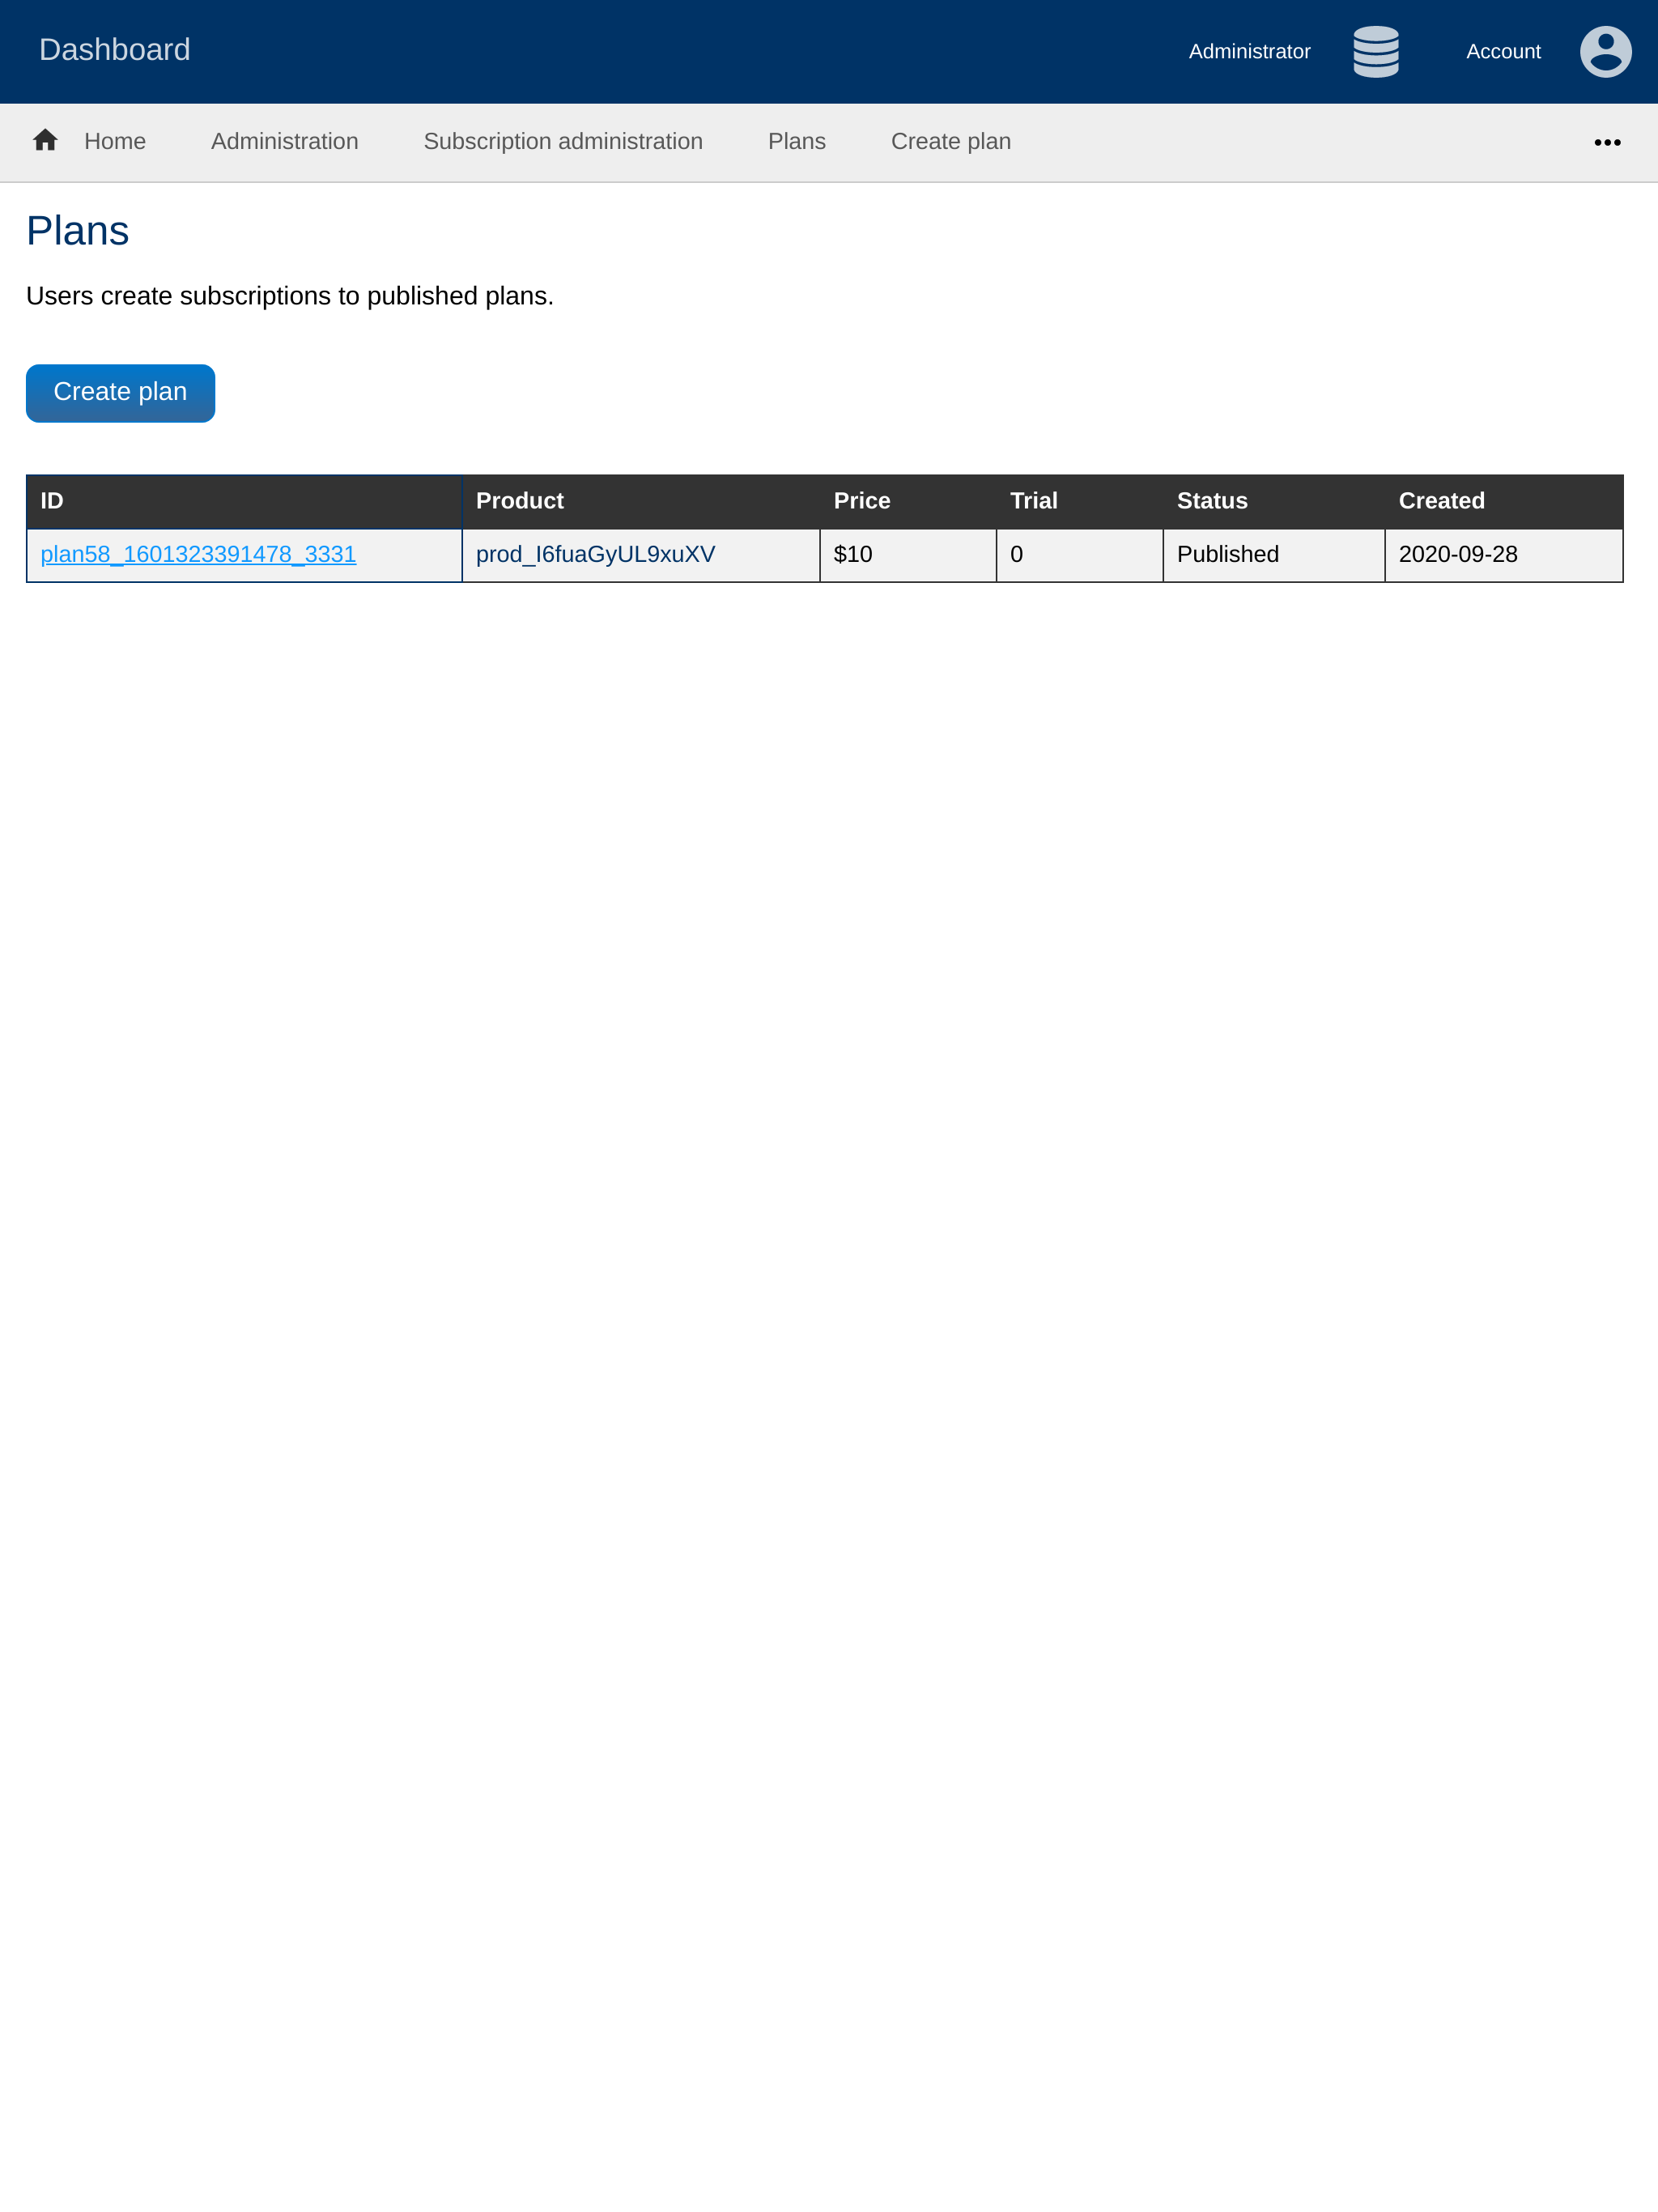 Dashboard Administrator Account
Home Administration Subscription administration Plans Create plan
Plans
Users create subscriptions to published plans.
Create plan
ID Product Price Trial Status Created
plan58_1601323391478_3331 prod_I6fuaGyUL9xuXV $10 0 Published 2020-09-28